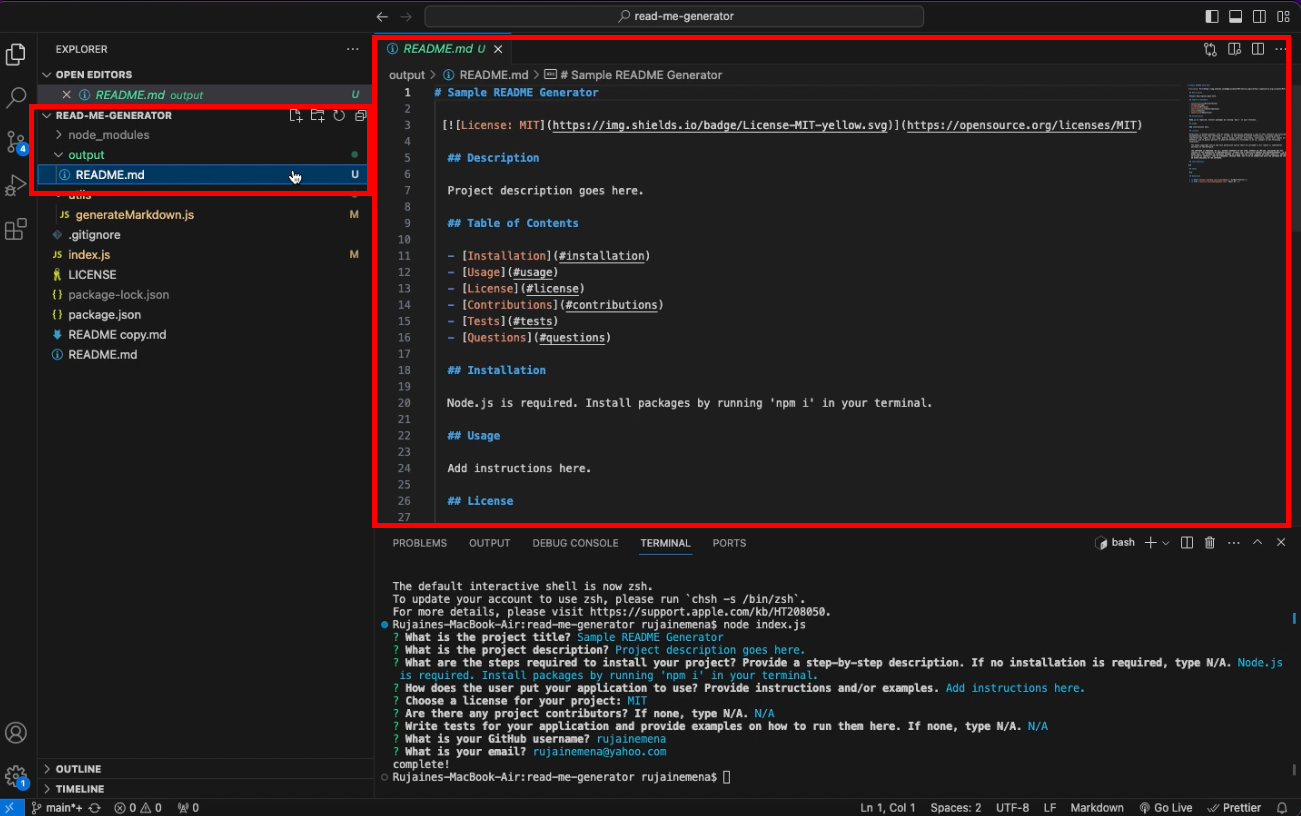 read-me-generator
EXPLORER
OPEN EDITORS
README.md output U
READ-ME-GENERATOR
node_modules
output
README.md U
utils
JS generateMarkdown.js M
.gitignore
JS index.js M
LICENSE
{} package-lock.json
{} package.json
README copy.md
README.md
OUTLINE
TIMELINE
4
1
README.md U
output > README.md > # Sample README Generator
1 # Sample README Generator
2
3 [![License: MIT](https://img.shields.io/badge/License-MIT-yellow.svg)](https://opensource.org/licenses/MIT)
4
5 ## Description
6
7 Project description goes here.
8
9 ## Table of Contents
10
11 - [Installation](#installation)
12 - [Usage](#usage)
13 - [License](#license)
14 - [Contributions](#contributions)
15 - [Tests](#tests)
16 - [Questions](#questions)
17
18 ## Installation
19
20 Node.js is required. Install packages by running 'npm i' in your terminal.
21
22 ## Usage
23
24 Add instructions here.
25
26 ## License
27
PROBLEMS OUTPUT DEBUG CONSOLE TERMINAL PORTS
bash
The default interactive shell is now zsh.
To update your account to use zsh, please run `chsh -s /bin/zsh`.
For more details, please visit https://support.apple.com/kb/HT208050.
Rujaines-MacBook-Air:read-me-generator rujainemena$ node index.js
? What is the project title? Sample README Generator
? What is the project description? Project description goes here.
? What are the steps required to install your project? Provide a step-by-step description. If no installation is required, type N/A. Node.js
is required. Install packages by running 'npm i' in your terminal.
? How does the user put your application to use? Provide instructions and/or examples. Add instructions here.
? Choose a license for your project: MIT
? Are there any project contributors? If none, type N/A. N/A
? Write tests for your application and provide examples on how to run them here. If none, type N/A. N/A
? What is your GitHub username? rujainemena
? What is your email? rujainemena@yahoo.com
complete!
Rujaines-MacBook-Air:read-me-generator rujainemena$
main*+ 0 0 0 Ln 1, Col 1 Spaces: 2 UTF-8 LF Markdown Go Live Prettier